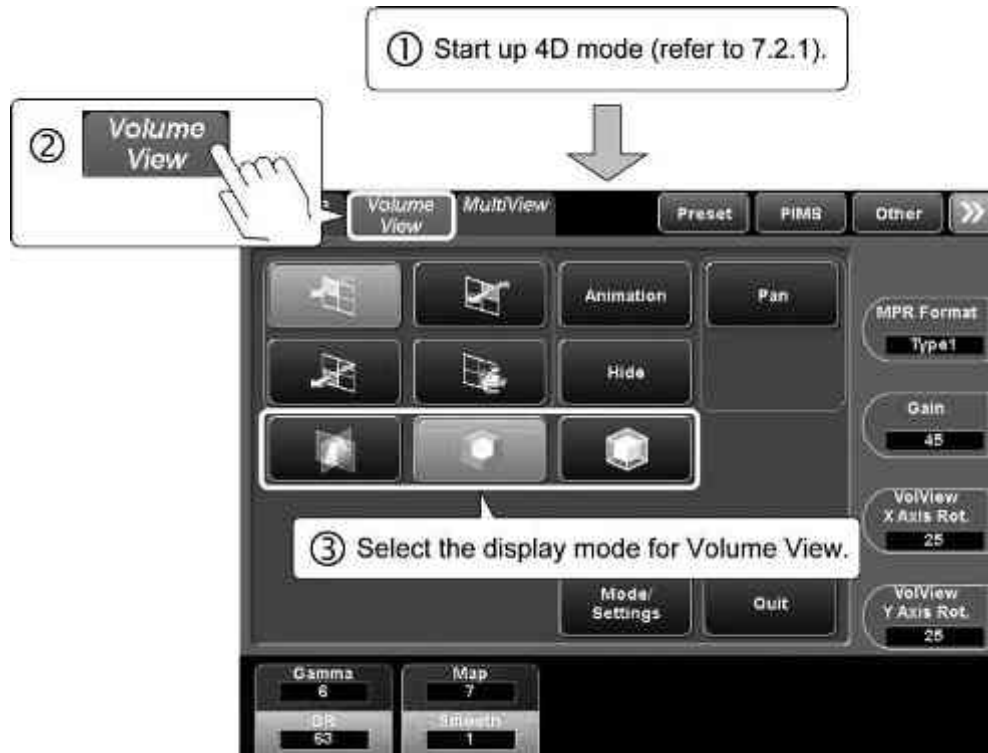 ① Start up 4D mode (refer to 7.2.1).
②
Volume
View
Volume
View
MultiView
Preset
PIMS
Other
Animation
Pan
MPR Format
Type1
Hide
Gain
45
VolView
X Axis Rot.
25
③ Select the display mode for Volume View.
Mode/
Settings
Quit
VolView
Y Axis Rot.
25
Gamma
6
Map
7
DR
63
Smooth
1